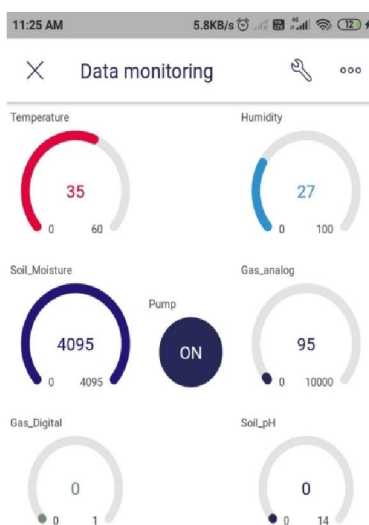 11:25 AM 5.8KB/s 4G 12
Data monitoring
Temperature Humidity
35 27
0 60 0 100
Soil_Moisture Gas_analog
Pump
4095 ON 95
0 4095 0 10000
Gas_Digital Soil_pH
0 0
0 1 0 14